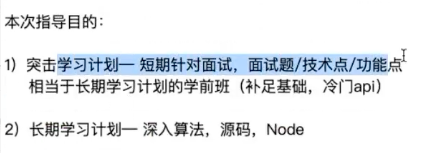 本次指导目的：
1）突击学习计划— 短期针对面试，面试题/技术点/功能点
相当于长期学习计划的学前班（补足基础，冷门api）
2）长期学习计划— 深入算法，源码，Node